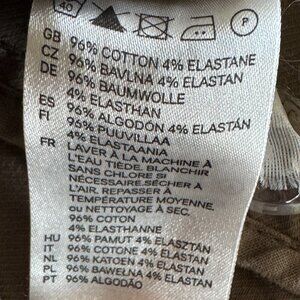 40 P
GB 96% COTTON 4% ELASTANE
CZ 96% BAVLNA 4% ELASTAN
DE 96% BAUMWOLLE
4% ELASTHAN
ES 96% ALGODÓN 4% ELASTÁN
FI 96% PUUVILLAA
4% ELASTAANIA
FR LAVER À LA MACHINE À
L'EAU TIÈDE. BLANCHIR
SANS CHLORE SI
NÉCESSAIRE.SÉCHER À
L'AIR. REPASSER À
TEMPÉRATURE MOYENNE.
ou NETTOYAGE À SEC.
96% COTON
4% ELASTHANNE
HU 96% PAMUT 4% ELASZTÁN
IT 96% COTONE 4% ELASTAN
NL 96% KATOEN 4% ELASTAN
PL 96% BAWEŁNA 4% ELASTAN
PT 96% ALGODÃO